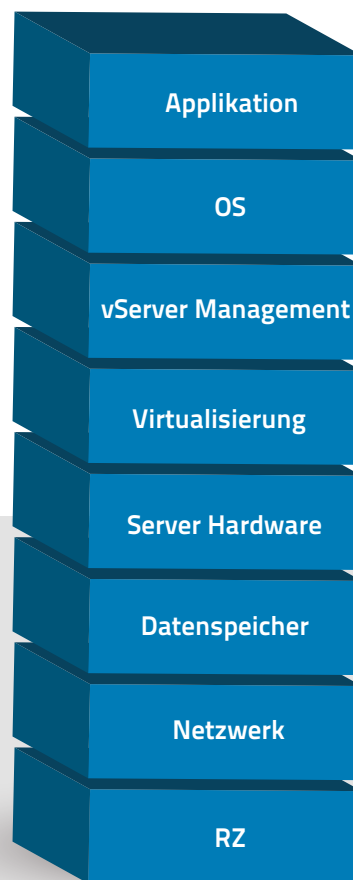 Applikation
OS
vServer Management
Virtualisierung
Server Hardware
Datenspeicher
Netzwerk
RZ